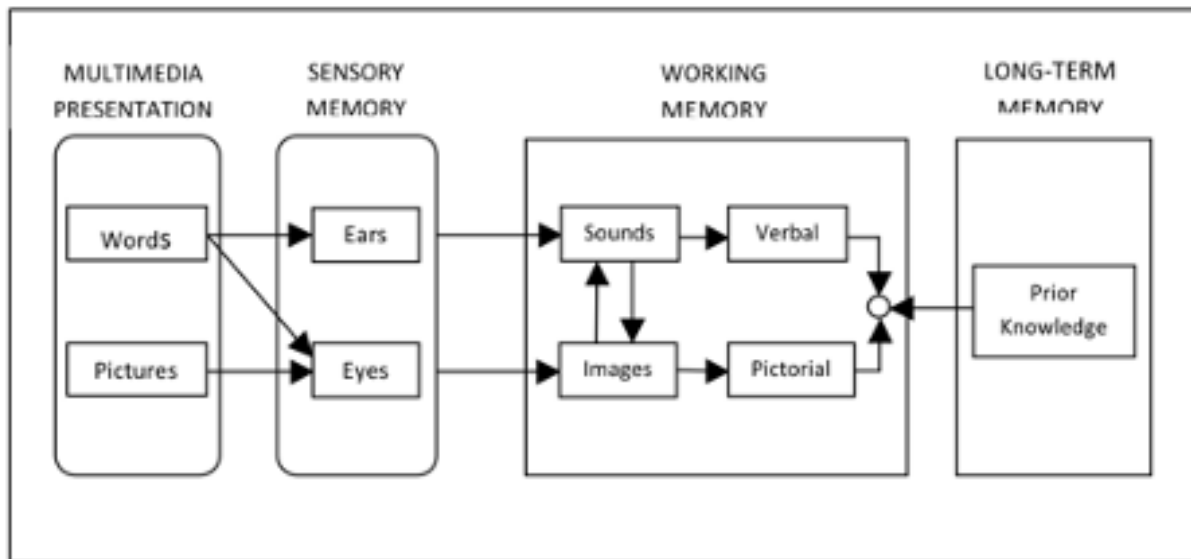 MULTIMEDIA
PRESENTATION
SENSORY
MEMORY
WORKING
MEMORY
LONG-TERM
MEMORY
Words
Ears
Sounds
Verbal
Prior
Knowledge
Pictures
Eyes
Images
Pictorial